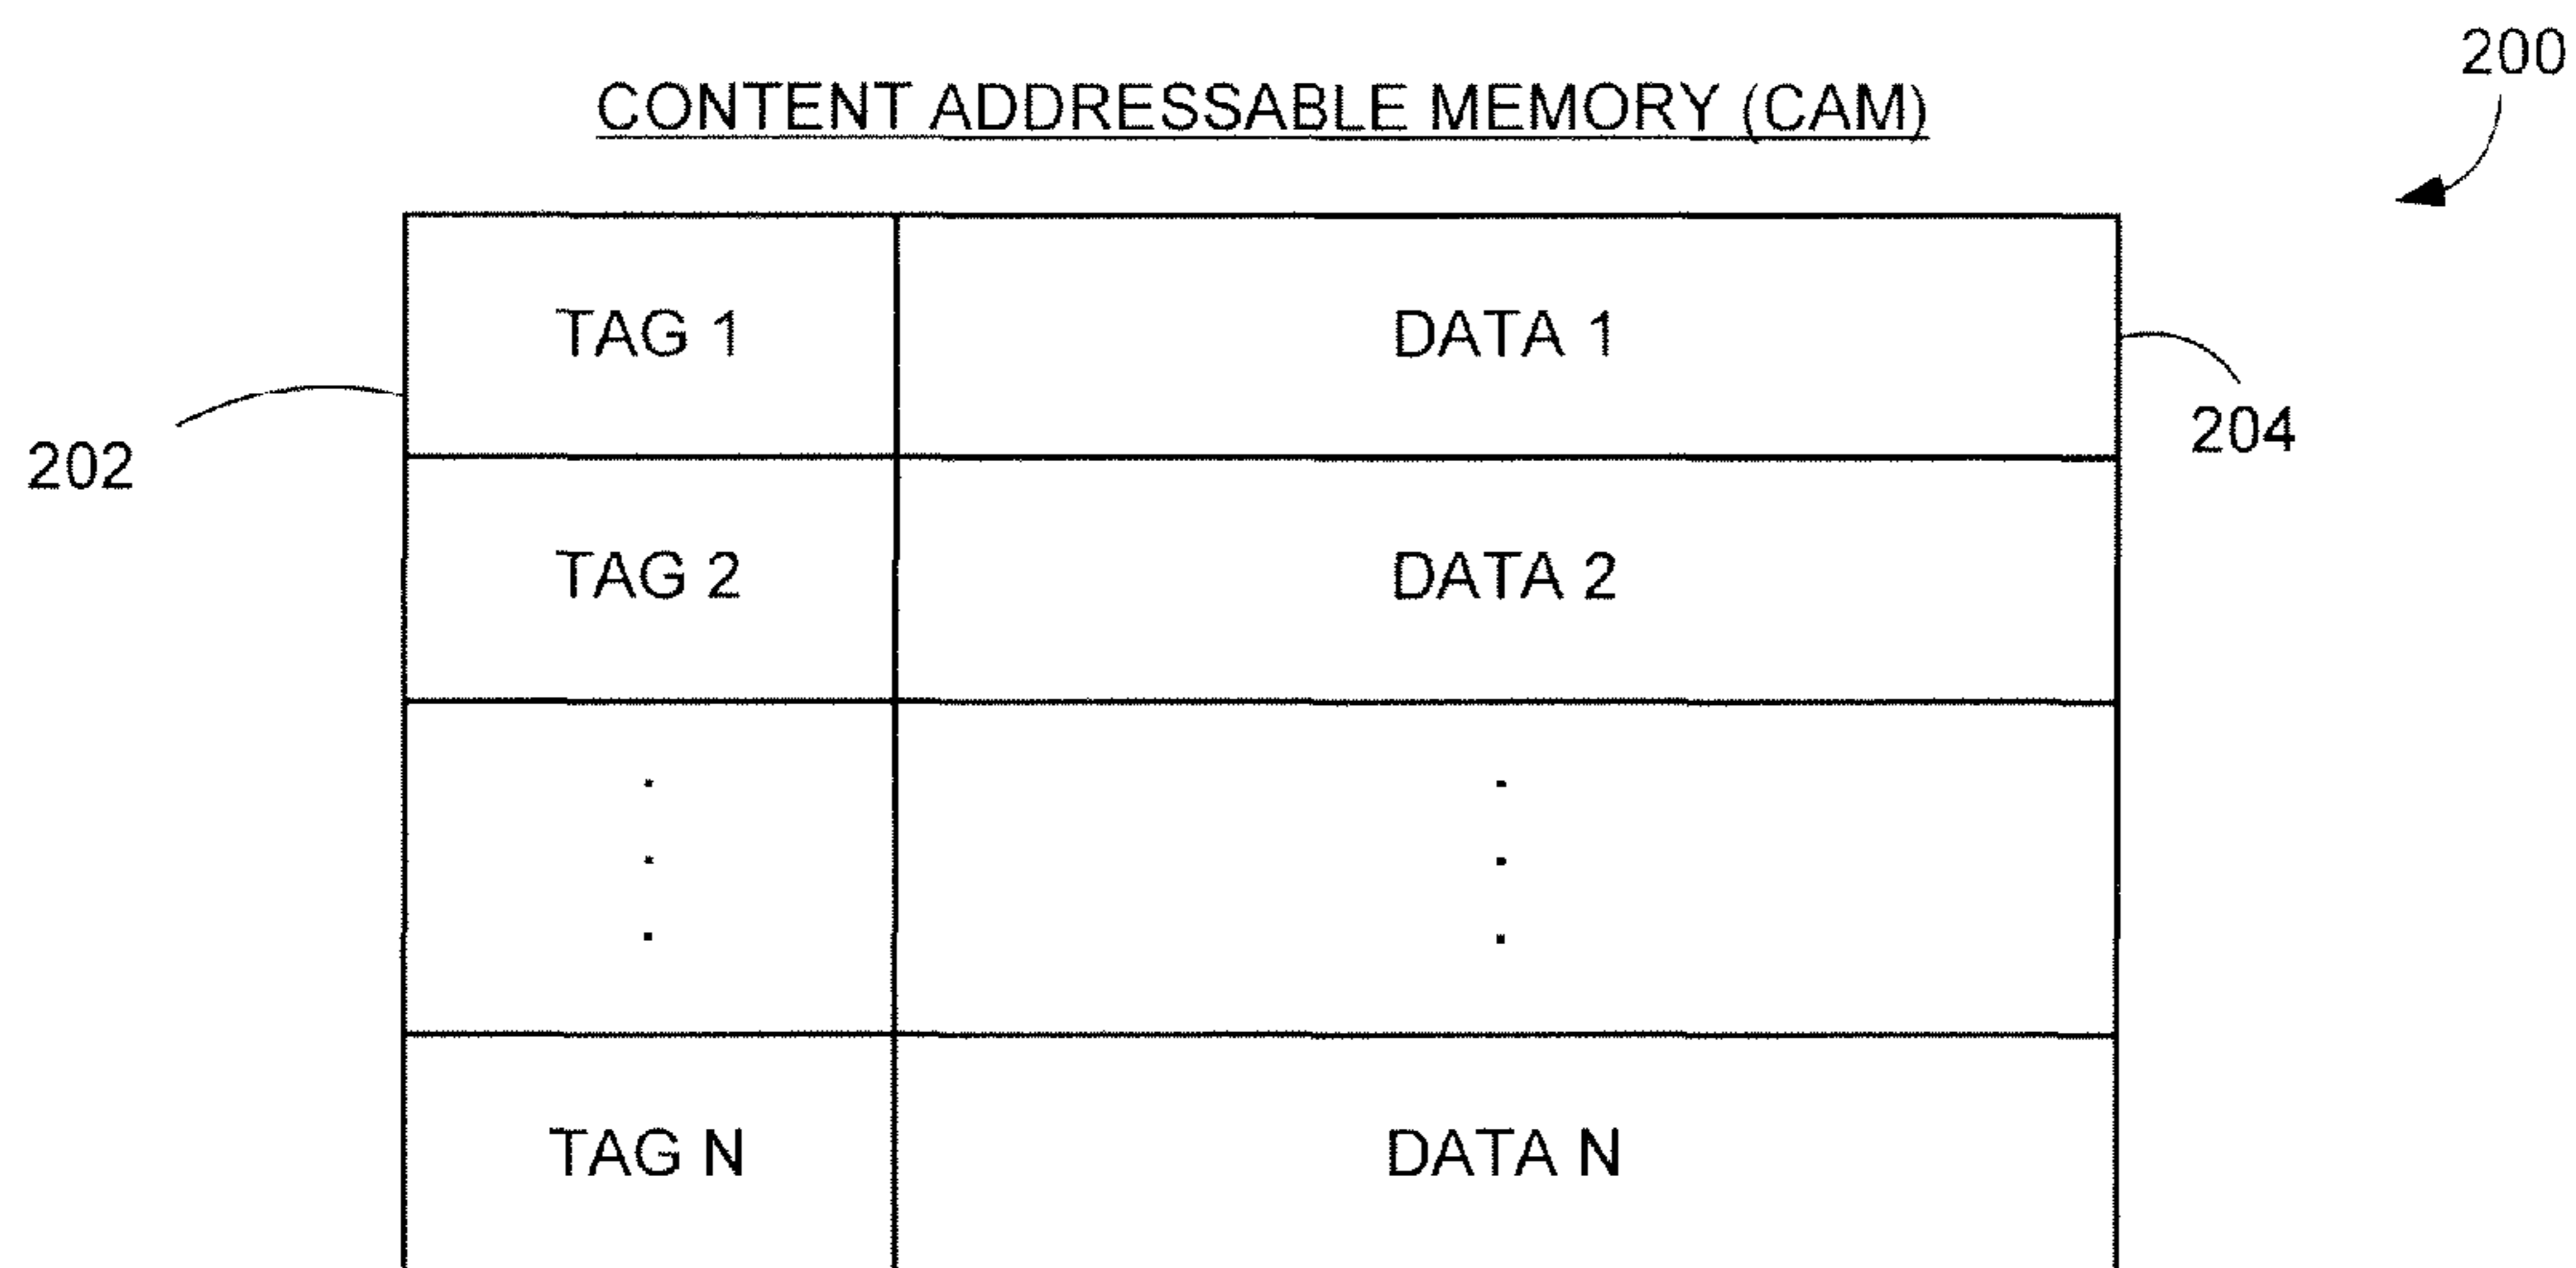 200
CONTENT ADDRESSABLE MEMORY (CAM)
TAG 1 DATA 1
204
202
TAG 2 DATA 2
TAG N DATA N